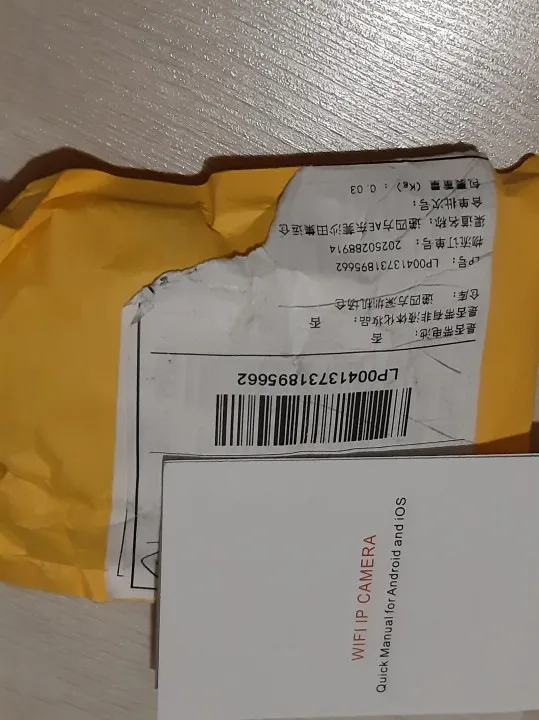 LP00413731895662
是否带电池: 否
是否带有非液体化妆品: 否
仓库: 递四方深圳机场仓
LP号: LP00413731895662
物流订单号: 20250288914
渠道名称: 递四方AE东莞沙田集运仓
合单批次号:
包裹重量 (Kg) : 0.03
WIFI IP CAMERA
Quick Manual for Android and iOS